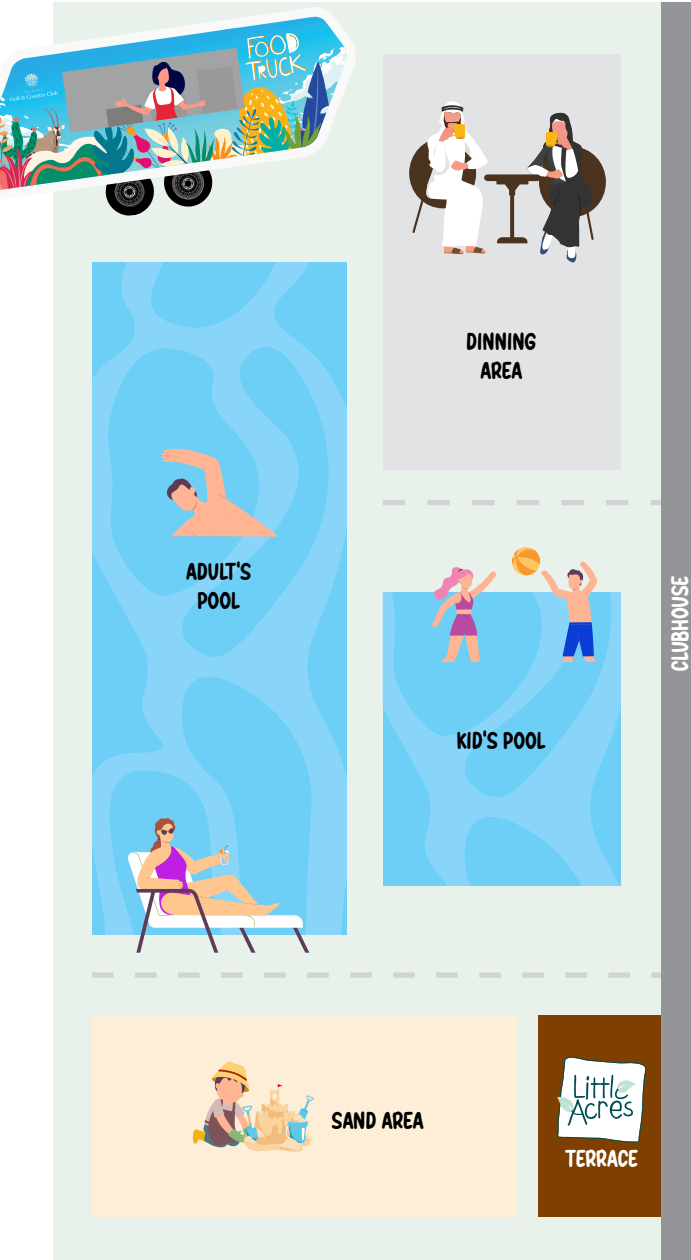 FOOD
TRUCK
Golf & Country Club
DINNING
AREA
ADULT'S
POOL
CLUBHOUSE
KID'S POOL
SAND AREA
Little
Acres
TERRACE